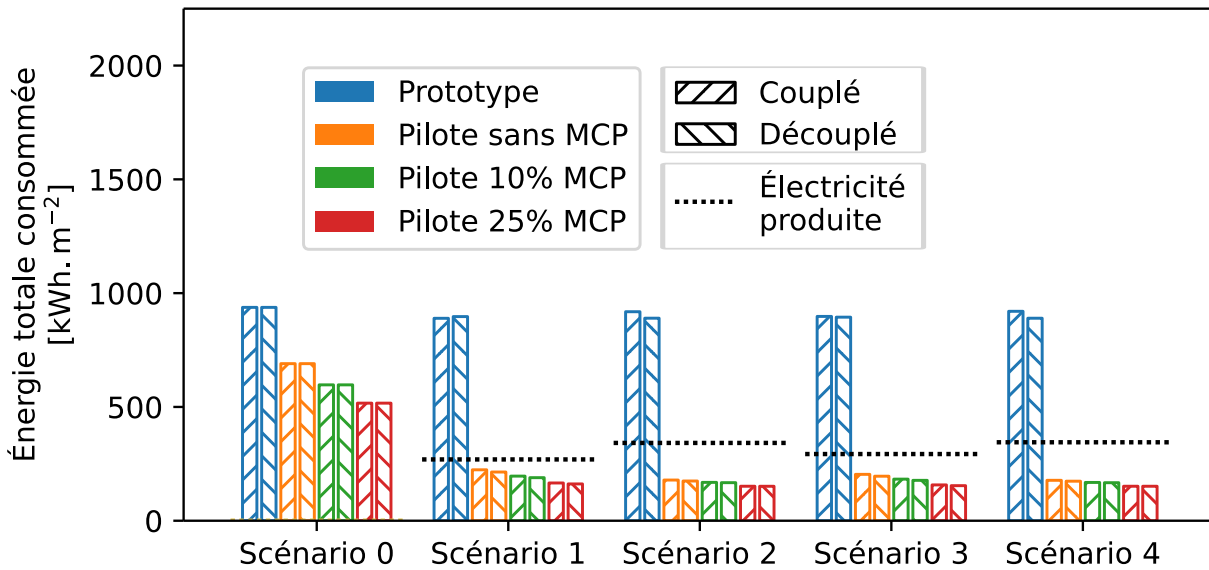 Énergie totale consommée
[kWh. m⁻²]
2000
1500
1000
500
0
Prototype
Pilote sans MCP
Pilote 10% MCP
Pilote 25% MCP
Couplé
Découplé
Électricité
produite
Scénario 0
Scénario 1
Scénario 2
Scénario 3
Scénario 4